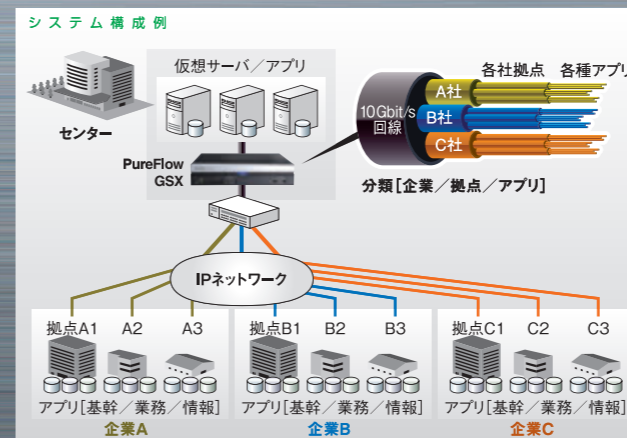 システム構成例
仮想サーバ／アプリ
センター
PureFlow
GSX
10Gbit/s
回線
A社
B社
C社
各社拠点 各種アプリ
分類[企業／拠点／アプリ]
IPネットワーク
拠点A1 A2 A3
アプリ[基幹／業務／情報]
企業A
拠点B1 B2 B3
アプリ[基幹／業務／情報]
企業B
拠点C1 C2 C3
アプリ[基幹／業務／情報]
企業C